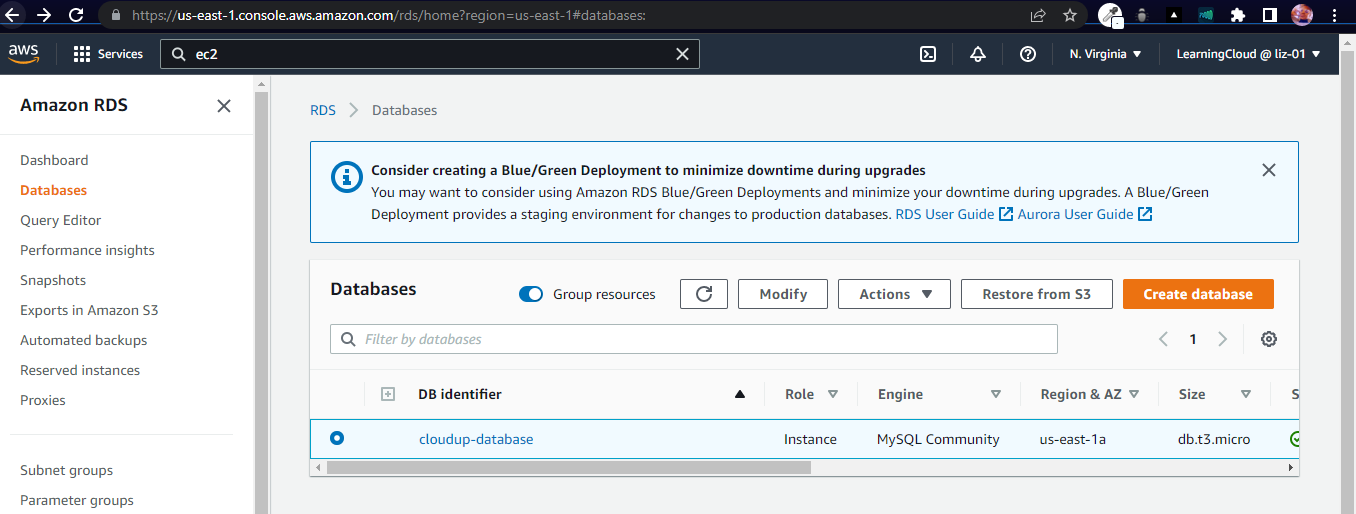 https://us-east-1.console.aws.amazon.com/rds/home?region=us-east-1#databases:
aws
Services
ec2
N. Virginia
LearningCloud @ liz-01
Amazon RDS
Dashboard
Databases
Query Editor
Performance insights
Snapshots
Exports in Amazon S3
Automated backups
Reserved instances
Proxies
Subnet groups
Parameter groups
RDS
Databases
Consider creating a Blue/Green Deployment to minimize downtime during upgrades
You may want to consider using Amazon RDS Blue/Green Deployments and minimize your downtime during upgrades. A Blue/Green
Deployment provides a staging environment for changes to production databases. RDS User Guide Aurora User Guide
Databases
Group resources
Modify
Actions
Restore from S3
Create database
Filter by databases
1
DB identifier
Role
Engine
Region & AZ
Size
S
cloudup-database
Instance
MySQL Community
us-east-1a
db.t3.micro